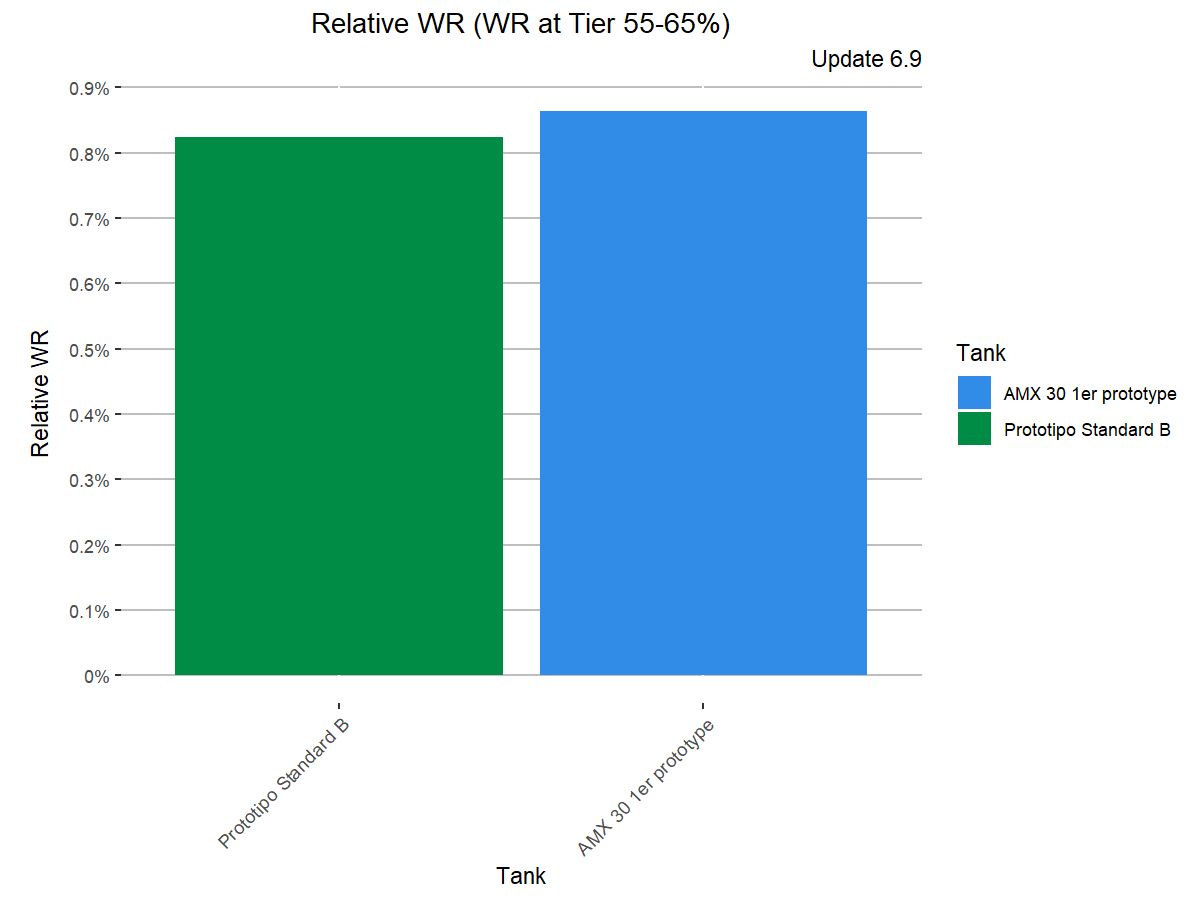 Relative WR (WR at Tier 55-65%)
Update 6.9
Relative WR
0.9%
0.8%
0.7%
0.6%
0.5%
0.4%
0.3%
0.2%
0.1%
0%
Prototipo Standard B
AMX 30 1er prototype
Tank
Tank
AMX 30 1er prototype
Prototipo Standard B